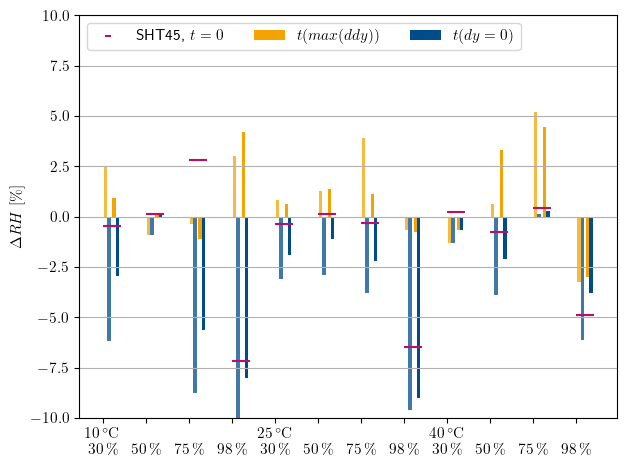 SHT45, t = 0 t(max(ddy)) t(dy = 0)
10.0
7.5
5.0
2.5
0.0
−2.5
−5.0
−7.5
−10.0
ΔRH [%]
10 °C 25 °C 40 °C
30 % 50 % 75 % 98 % 30 % 50 % 75 % 98 % 30 % 50 % 75 % 98 %